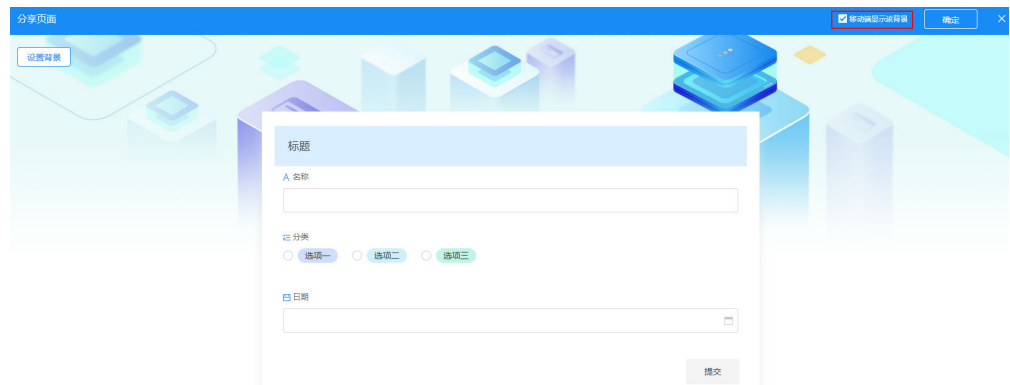 分享页面
移动端显示该背景
确定
设置背景
标题
A 名称
分类
选项一
选项二
选项三
日期
提交